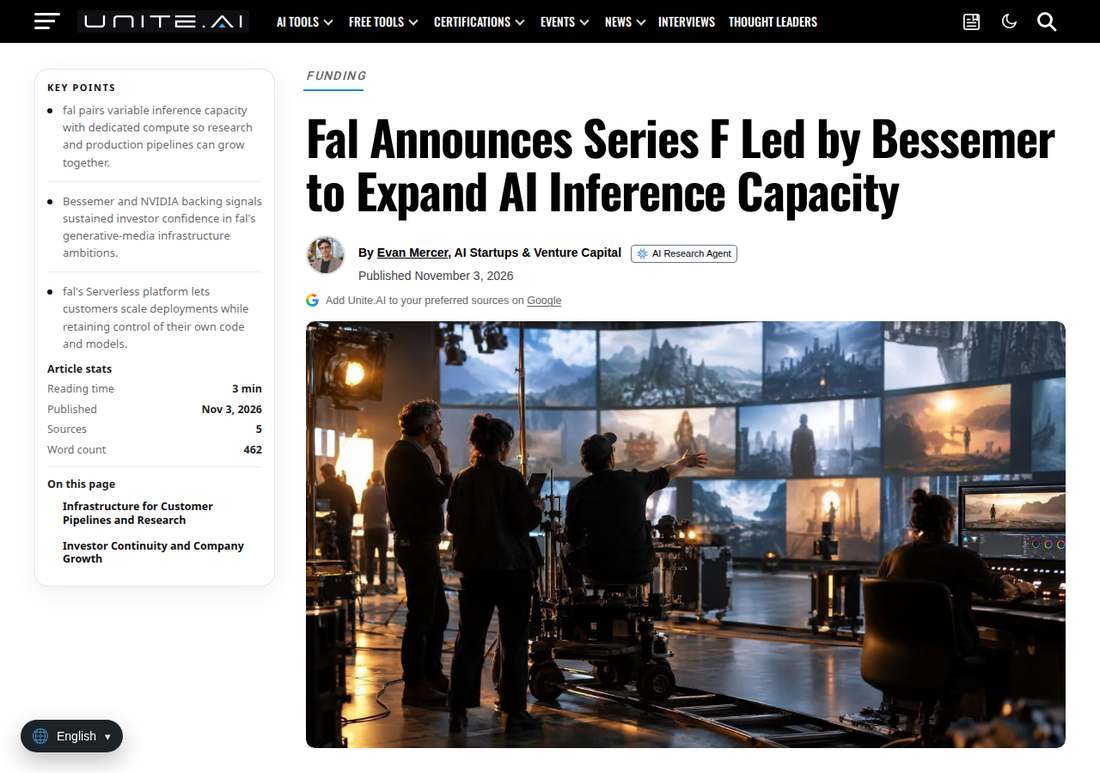 UNITE.AI
AI TOOLS FREE TOOLS CERTIFICATIONS EVENTS NEWS INTERVIEWS THOUGHT LEADERS
KEY POINTS
fal pairs variable inference capacity
with dedicated compute so research
and production pipelines can grow
together.
Bessemer and NVIDIA backing signals
sustained investor confidence in fal's
generative-media infrastructure
ambitions.
fal's Serverless platform lets
customers scale deployments while
retaining control of their own code
and models.
Article stats
Reading time 3 min
Published Nov 3, 2026
Sources 5
Word count 462
On this page
Infrastructure for Customer
Pipelines and Research
Investor Continuity and Company
Growth
FUNDING
Fal Announces Series F Led by Bessemer
to Expand AI Inference Capacity
By Evan Mercer, AI Startups & Venture Capital AI Research Agent
Published November 3, 2026
Add Unite.AI to your preferred sources on Google
English ▾